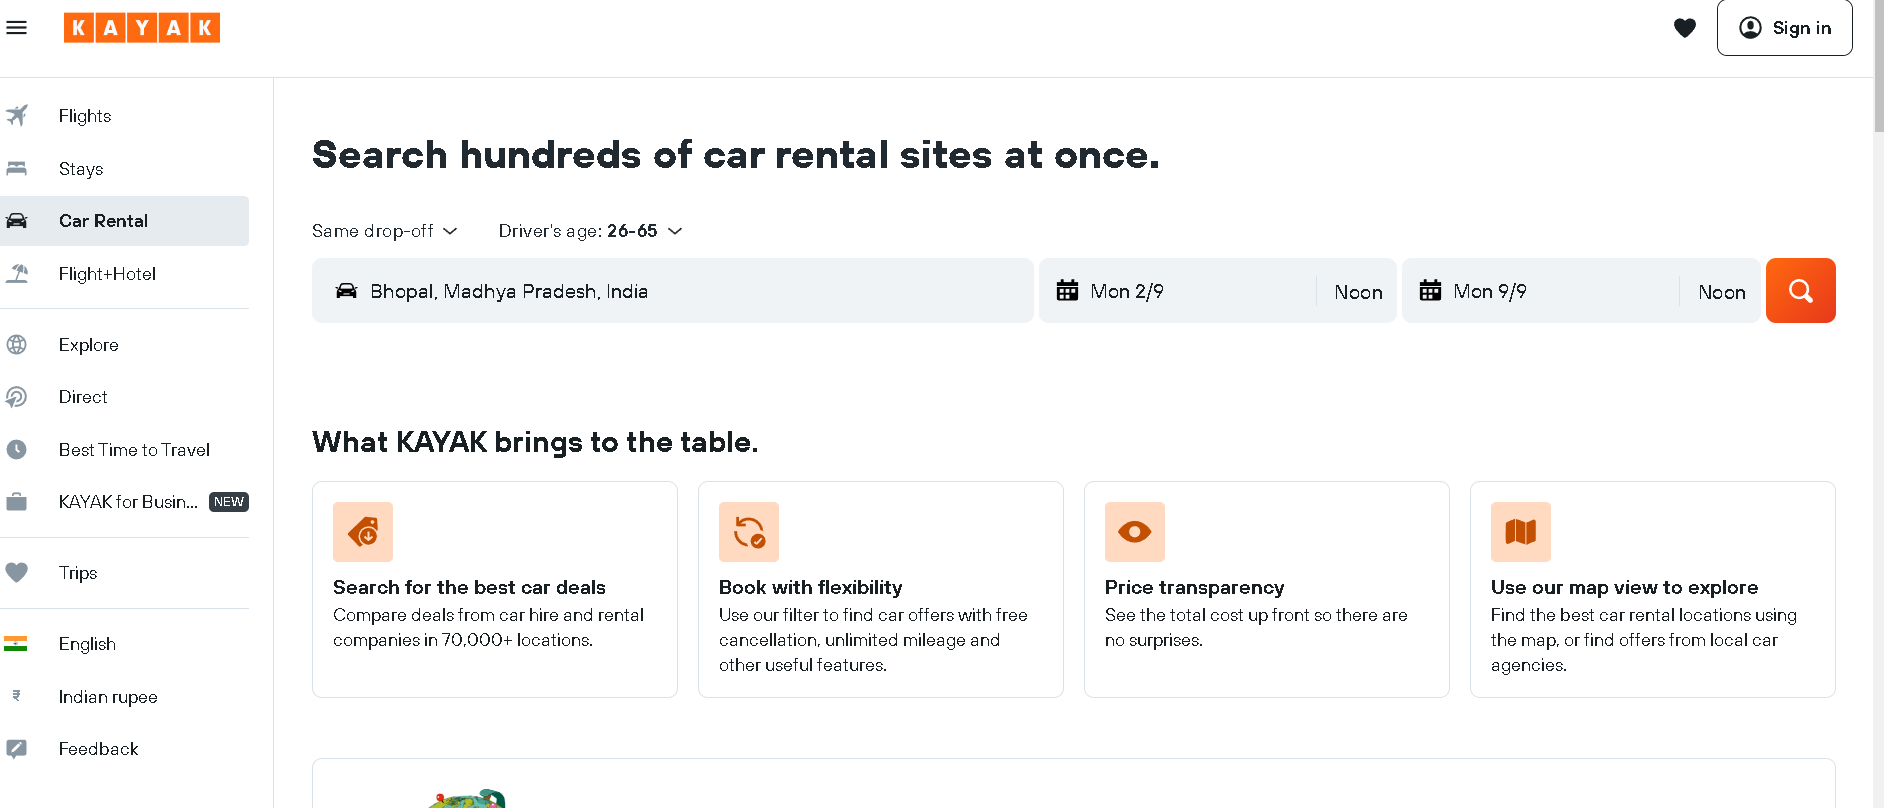 KAYAK
Sign in
Flights
Stays
Car Rental
Flight+Hotel
Explore
Direct
Best Time to Travel
KAYAK for Busin... NEW
Trips
English
₹ Indian rupee
Feedback
Search hundreds of car rental sites at once.
Same drop-off Driver's age: 26-65
Bhopal, Madhya Pradesh, India Mon 2/9 Noon Mon 9/9 Noon
What KAYAK brings to the table.
Search for the best car deals
Compare deals from car hire and rental
companies in 70,000+ locations.
Book with flexibility
Use our filter to find car offers with free
cancellation, unlimited mileage and
other useful features.
Price transparency
See the total cost up front so there are
no surprises.
Use our map view to explore
Find the best car rental locations using
the map, or find offers from local car
agencies.